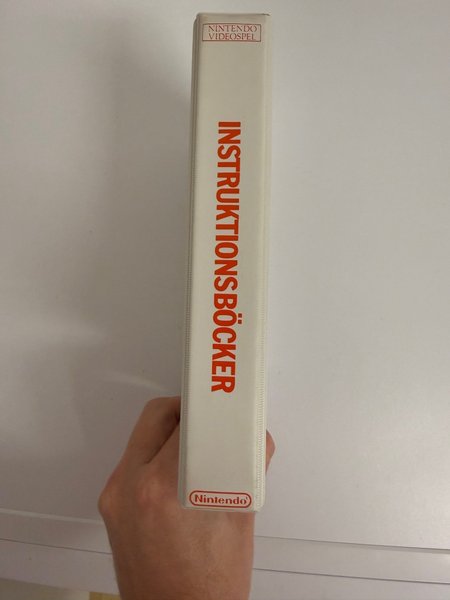 NINTENDO
VIDEOSPEL
INSTRUKTIONSBÖCKER
Nintendo